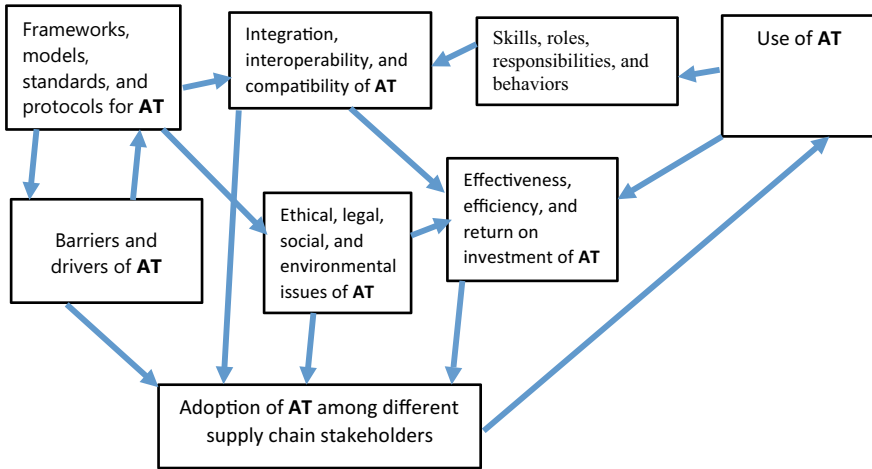 Frameworks,
models,
standards, and
protocols for AT
Integration,
interoperability, and
compatibility of AT
Skills, roles,
responsibilities, and
behaviors
Use of AT
Barriers and
drivers of AT
Ethical, legal,
social, and
environmental
issues of AT
Effectiveness,
efficiency, and
return on
investment of AT
Adoption of AT among different
supply chain stakeholders